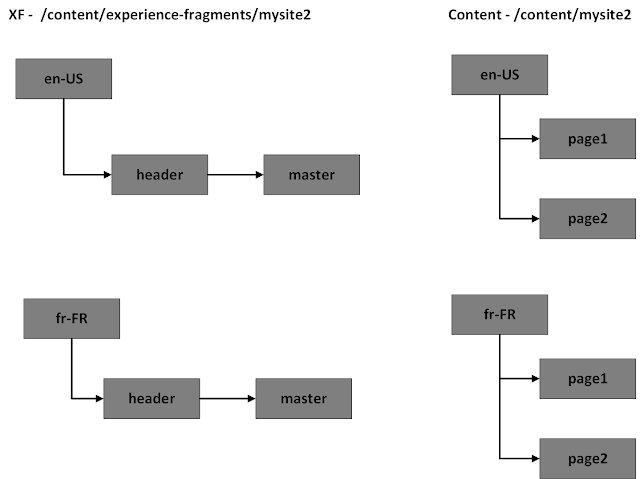 XF - /content/experience-fragments/mysite2
Content - /content/mysite2
en-US
header
master
en-US
page1
page2
fr-FR
header
master
fr-FR
page1
page2